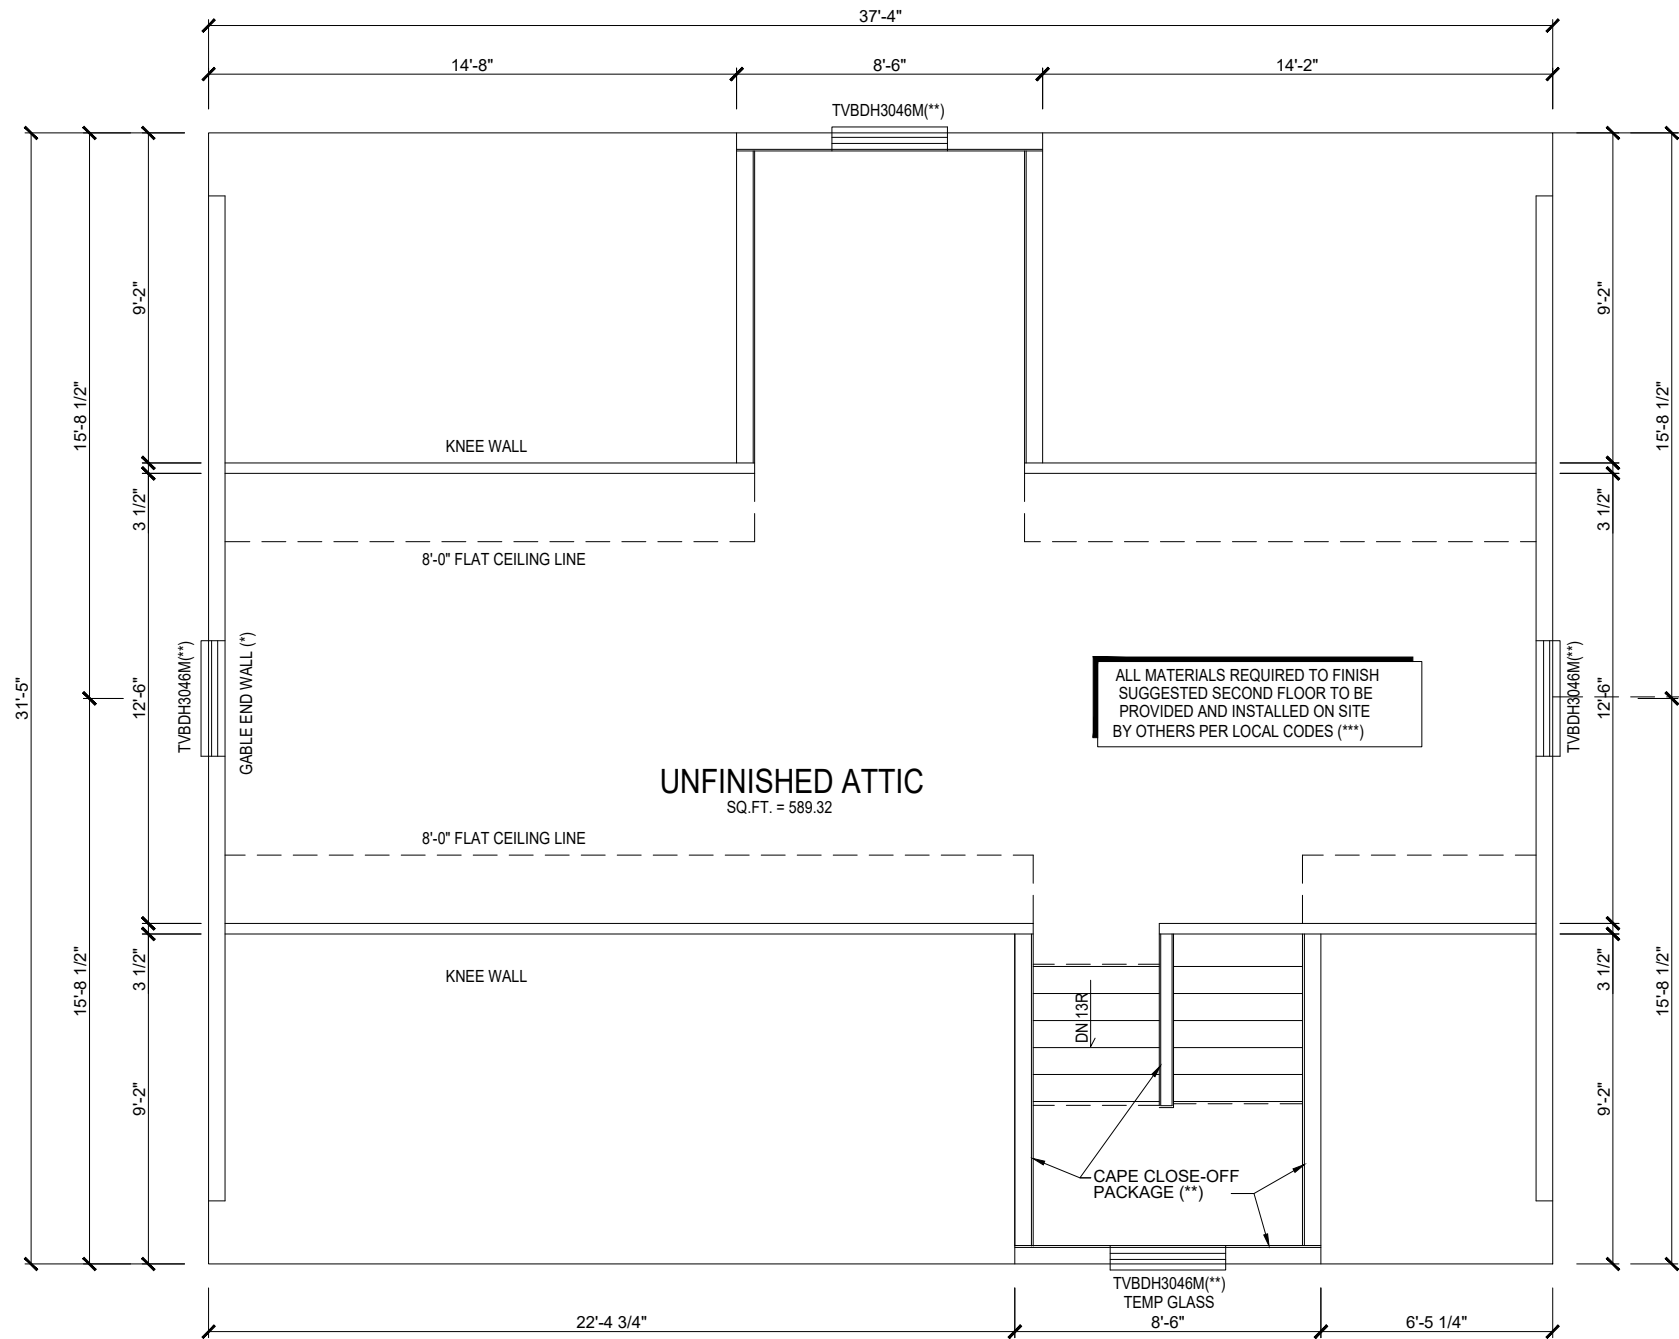 37'-4"
14'-8"
8'-6"
14'-2"
TVBDH3046M(**)
9'-2"
9'-2"
15'-8 1/2"
15'-8 1/2"
KNEE WALL
3 1/2"
3 1/2"
8'-0" FLAT CEILING LINE
31'-5"
12'-6"
TVBDH3046M(**)
GABLE END WALL (*)
ALL MATERIALS REQUIRED TO FINISH
SUGGESTED SECOND FLOOR TO BE
PROVIDED AND INSTALLED ON SITE
BY OTHERS PER LOCAL CODES (***)
TVBDH3046M(**)
12'-6"
UNFINISHED ATTIC
SQ.FT. = 589.32
8'-0" FLAT CEILING LINE
15'-8 1/2"
3 1/2"
KNEE WALL
3 1/2"
15'-8 1/2"
DN 13R
9'-2"
9'-2"
CAPE CLOSE-OFF
PACKAGE (**)
TVBDH3046M(**)
TEMP GLASS
22'-4 3/4"
8'-6"
6'-5 1/4"